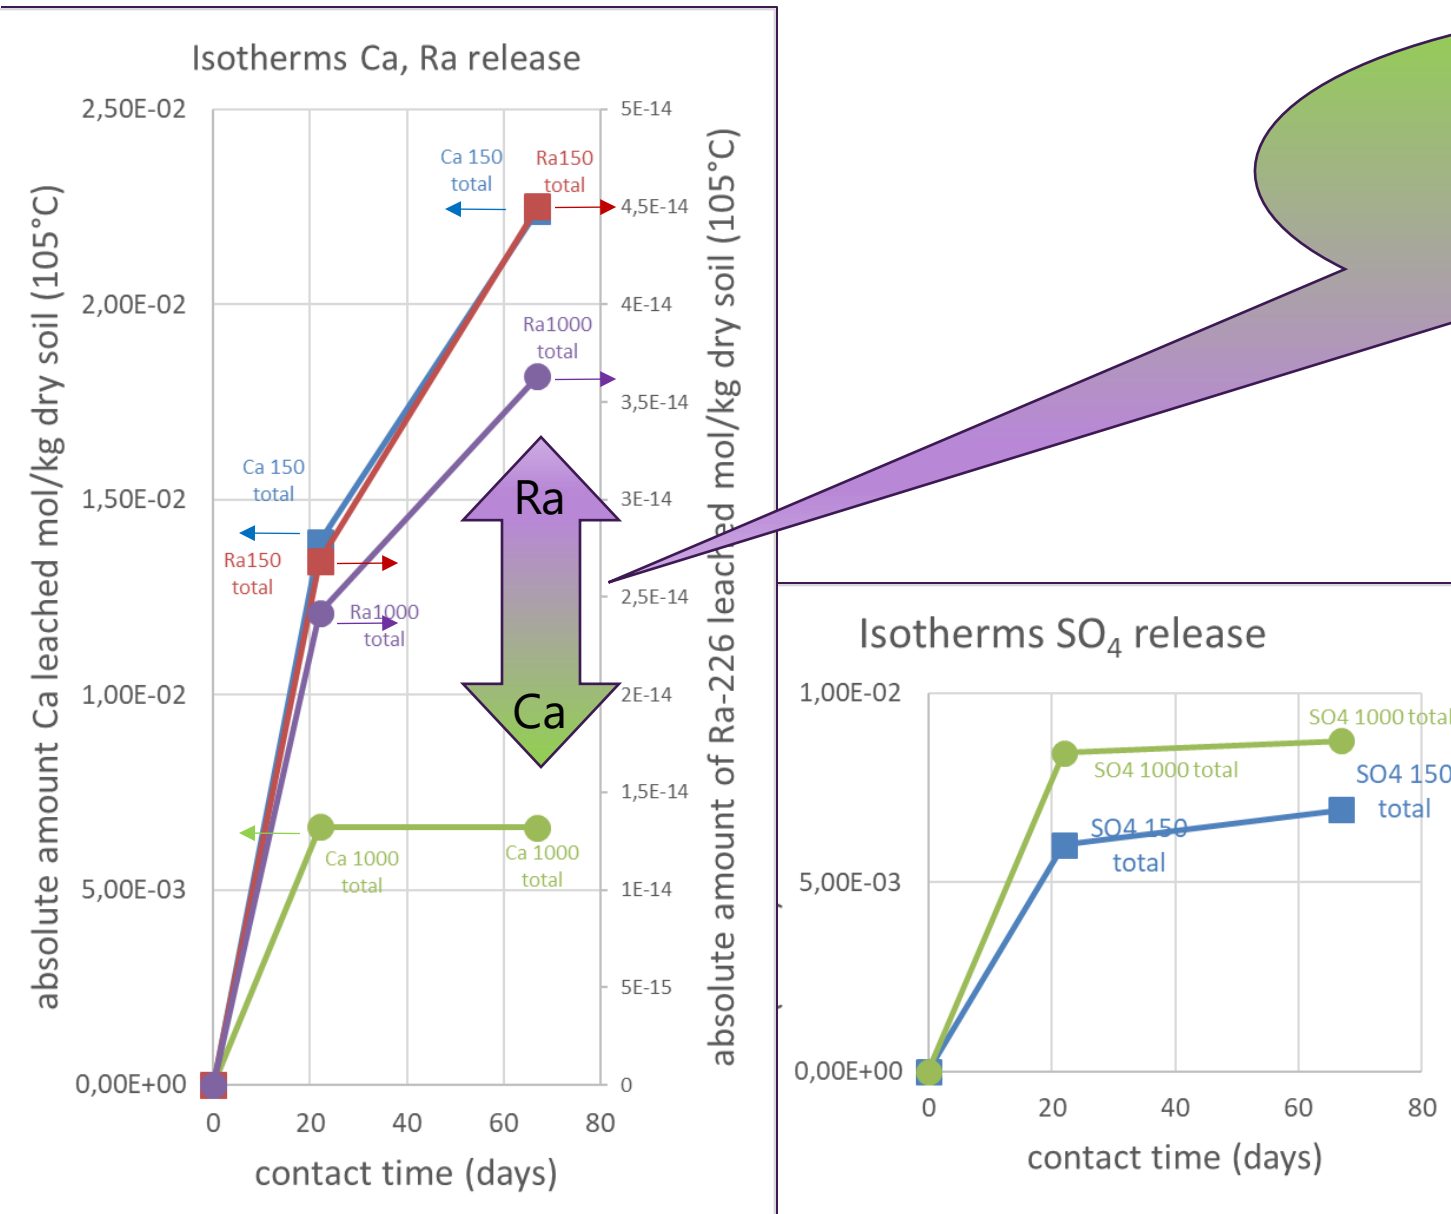 Isotherms Ca, Ra release
absolute amount Ca leached mol/kg dry soil (105°C)
2,50E-02
2,00E-02
1,50E-02
1,00E-02
5,00E-03
0,00E+00
5E-14
4,5E-14
4E-14
3,5E-14
3E-14
2,5E-14
2E-14
1,5E-14
1E-14
5E-15
0
absolute amount of Ra-226 leached mol/kg dry soil (105°C)
Ca 150
total
Ra150
total
Ra1000
total
Ca 150
total
Ra150
total
Ra1000
total
Ra
Ca
Ca 1000
total
Ca 1000
total
0 20 40 60 80
contact time (days)
Isotherms SO₄ release
1,00E-02
5,00E-03
0,00E+00
SO4 1000 total
SO4 1000 total
SO4 150
total
SO4 150
total
0 20 40 60 80
contact time (days)